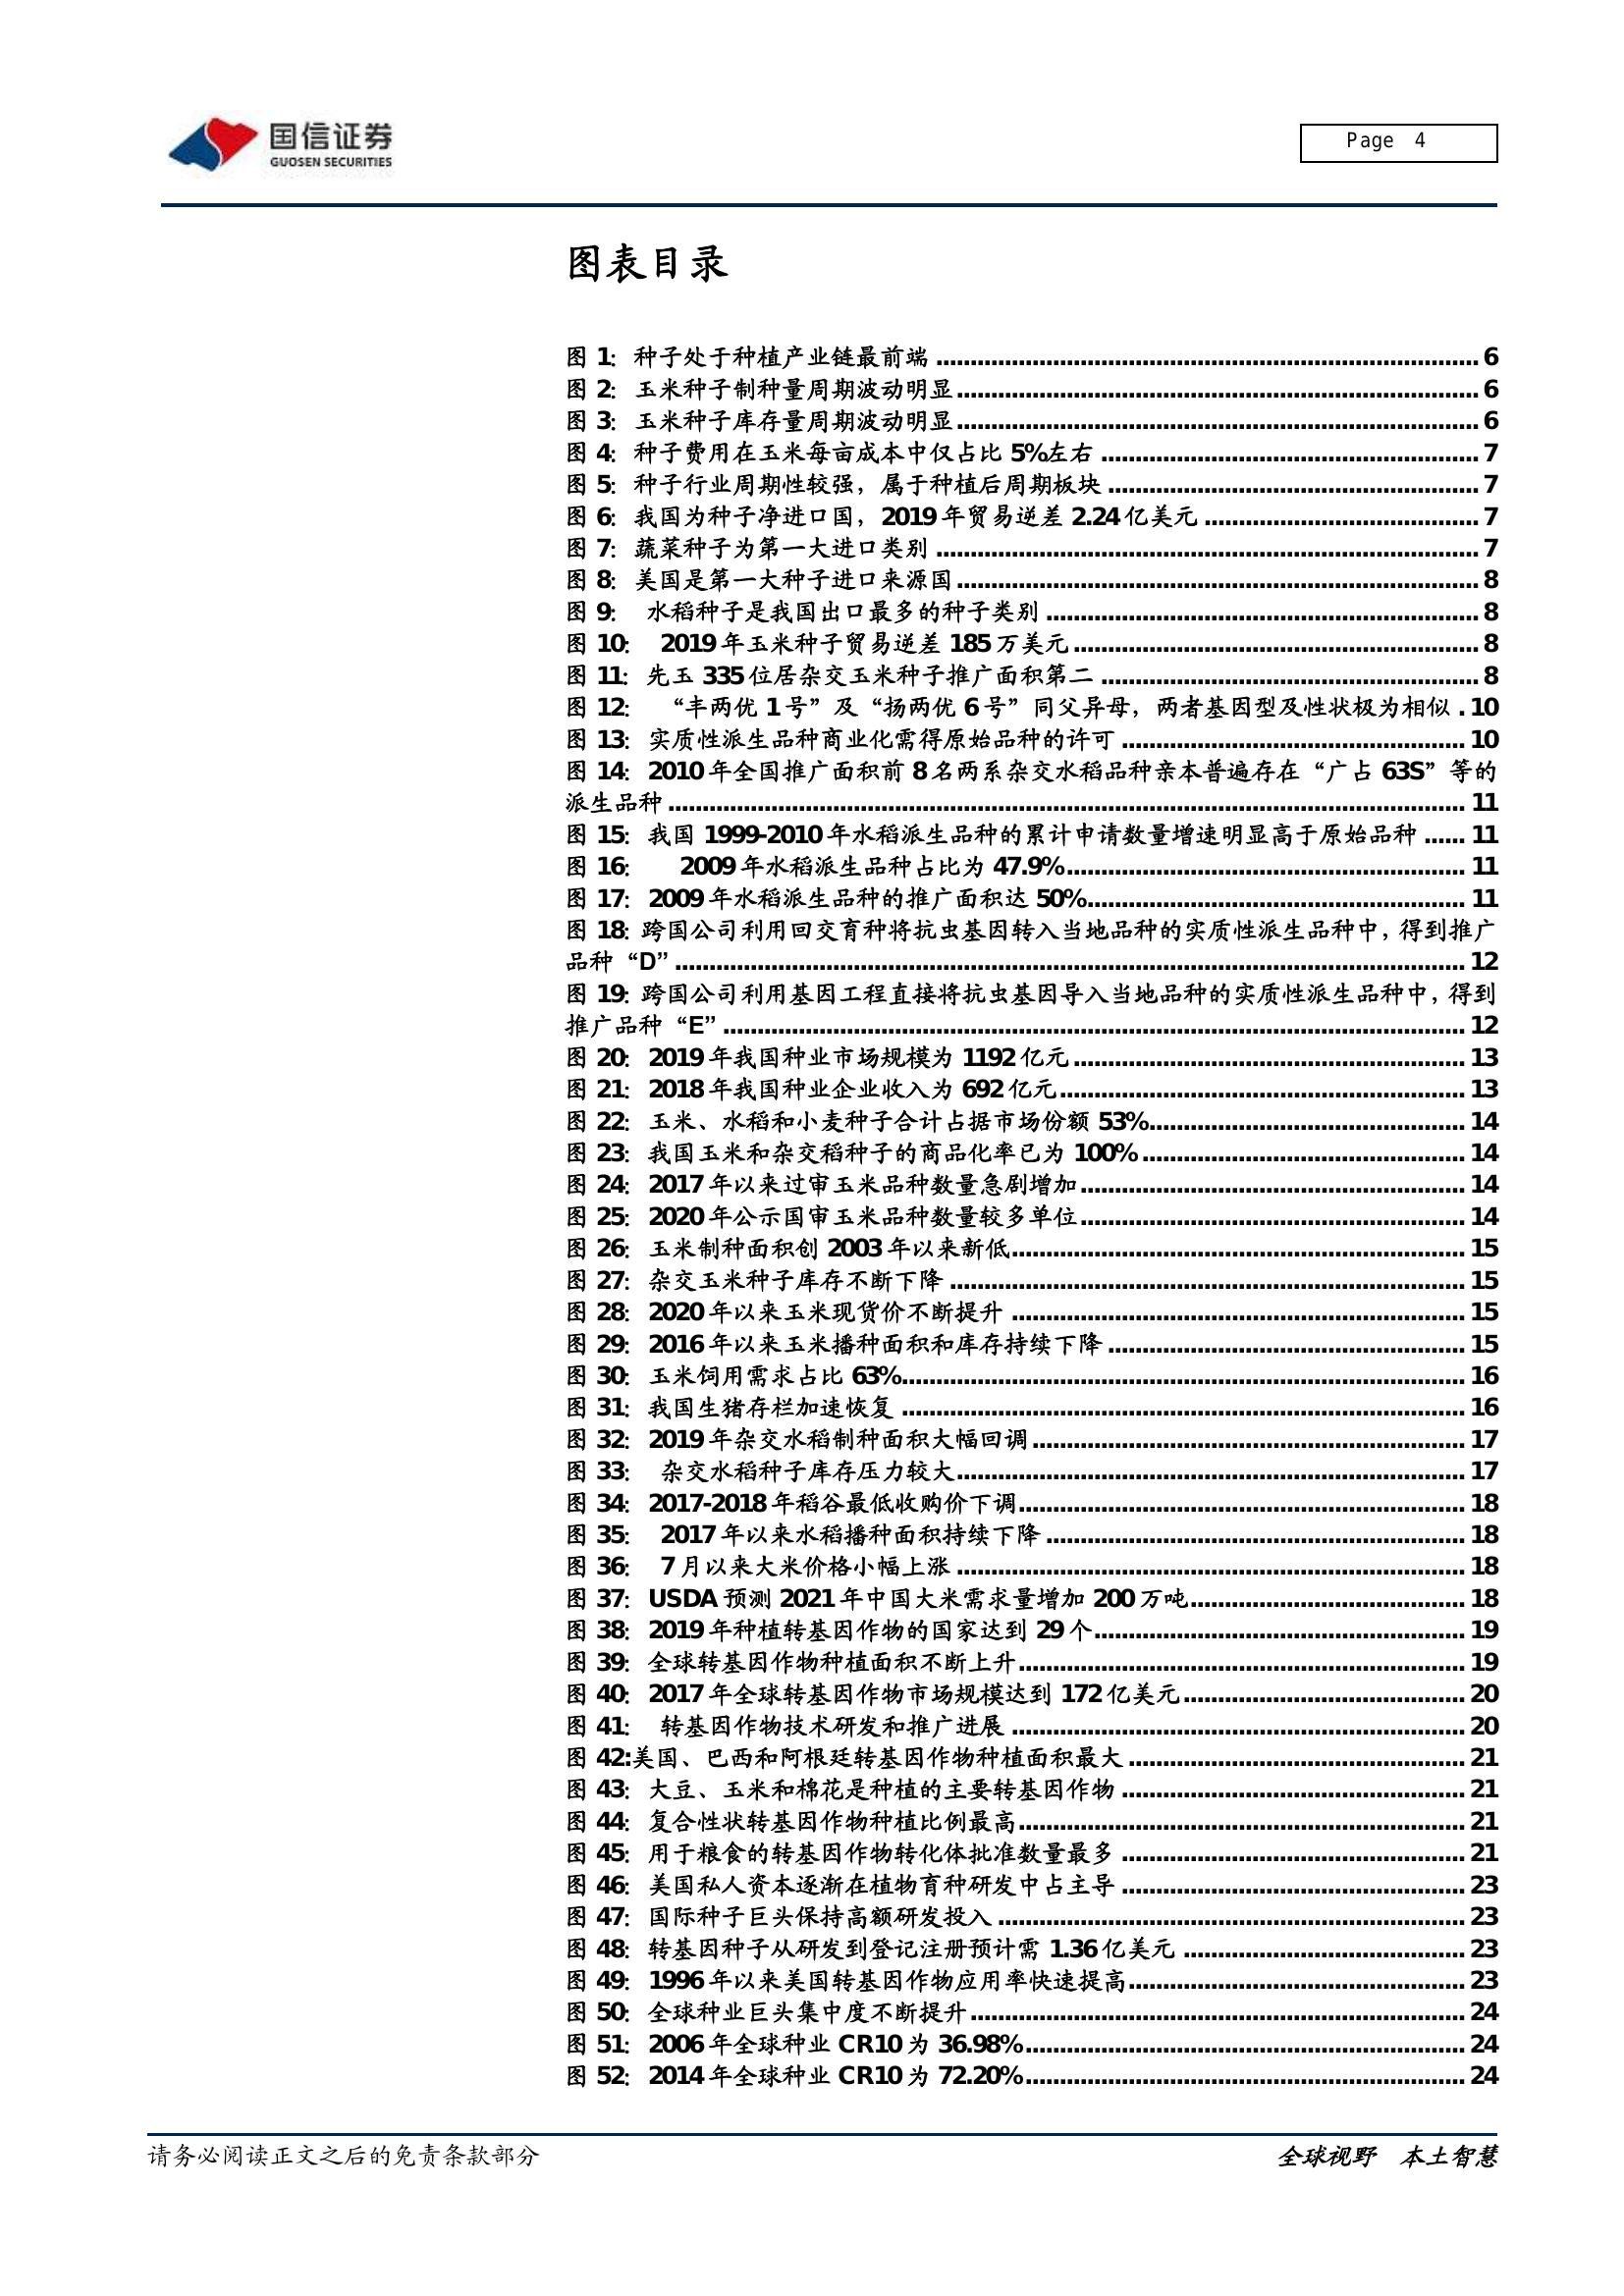 国信证券
GUOSEN SECURITIES
Page 4
图表目录
图 1：种子处于种植产业链最前端 ........ 6
图 2：玉米种子制种量周期波动明显 ........ 6
图 3：玉米种子库存量周期波动明显 ........ 6
图 4：种子费用在玉米每亩成本中仅占比 5%左右 ........ 7
图 5：种子行业周期性较强，属于种植后周期板块 ........ 7
图 6：我国为种子净进口国，2019 年贸易逆差 2.24 亿美元 ........ 7
图 7：蔬菜种子为第一大进口类别 ........ 7
图 8：美国是第一大种子进口来源国 ........ 8
图 9： 水稻种子是我国出口最多的种子类别 ........ 8
图 10： 2019 年玉米种子贸易逆差 185 万美元 ........ 8
图 11：先玉 335 位居杂交玉米种子推广面积第二 ........ 8
图 12： “丰两优 1 号”及“扬两优 6 号”同父异母，两者基因型及性状极为相似 . 10
图 13：实质性派生品种商业化需得原始品种的许可 ........ 10
图 14：2010 年全国推广面积前 8 名两系杂交水稻品种亲本普遍存在“广占 63S”等的
派生品种 ........ 11
图 15：我国 1999-2010 年水稻派生品种的累计申请数量增速明显高于原始品种 ...... 11
图 16： 2009 年水稻派生品种占比为 47.9% ........ 11
图 17：2009 年水稻派生品种的推广面积达 50% ........ 11
图 18：跨国公司利用回交育种将抗虫基因转入当地品种的实质性派生品种中，得到推广
品种“D” ........ 12
图 19：跨国公司利用基因工程直接将抗虫基因导入当地品种的实质性派生品种中，得到
推广品种“E” ........ 12
图 20：2019 年我国种业市场规模为 1192 亿元 ........ 13
图 21：2018 年我国种业企业收入为 692 亿元 ........ 13
图 22：玉米、水稻和小麦种子合计占据市场份额 53% ........ 14
图 23：我国玉米和杂交稻种子的商品化率已为 100% ........ 14
图 24：2017 年以来过审玉米品种数量急剧增加 ........ 14
图 25：2020 年公示国审玉米品种数量较多单位 ........ 14
图 26：玉米制种面积创 2003 年以来新低 ........ 15
图 27：杂交玉米种子库存不断下降 ........ 15
图 28：2020 年以来玉米现货价不断提升 ........ 15
图 29：2016 年以来玉米播种面积和库存持续下降 ........ 15
图 30：玉米饲用需求占比 63% ........ 16
图 31：我国生猪存栏加速恢复 ........ 16
图 32：2019 年杂交水稻制种面积大幅回调 ........ 17
图 33： 杂交水稻种子库存压力较大 ........ 17
图 34：2017-2018 年稻谷最低收购价下调 ........ 18
图 35： 2017 年以来水稻播种面积持续下降 ........ 18
图 36： 7 月以来大米价格小幅上涨 ........ 18
图 37：USDA 预测 2021 年中国大米需求量增加 200 万吨 ........ 18
图 38：2019 年种植转基因作物的国家达到 29 个 ........ 19
图 39：全球转基因作物种植面积不断上升 ........ 19
图 40：2017 年全球转基因作物市场规模达到 172 亿美元 ........ 20
图 41： 转基因作物技术研发和推广进展 ........ 20
图 42:美国、巴西和阿根廷转基因作物种植面积最大 ........ 21
图 43：大豆、玉米和棉花是种植的主要转基因作物 ........ 21
图 44：复合性状转基因作物种植比例最高 ........ 21
图 45：用于粮食的转基因作物转化体批准数量最多 ........ 21
图 46：美国私人资本逐渐在植物育种研发中占主导 ........ 23
图 47：国际种子巨头保持高额研发投入 ........ 23
图 48：转基因种子从研发到登记注册预计需 1.36 亿美元 ........ 23
图 49：1996 年以来美国转基因作物应用率快速提高 ........ 23
图 50：全球种业巨头集中度不断提升 ........ 24
图 51：2006 年全球种业 CR10 为 36.98% ........ 24
图 52：2014 年全球种业 CR10 为 72.20% ........ 24
请务必阅读正文之后的免责条款部分
全球视野 本土智慧